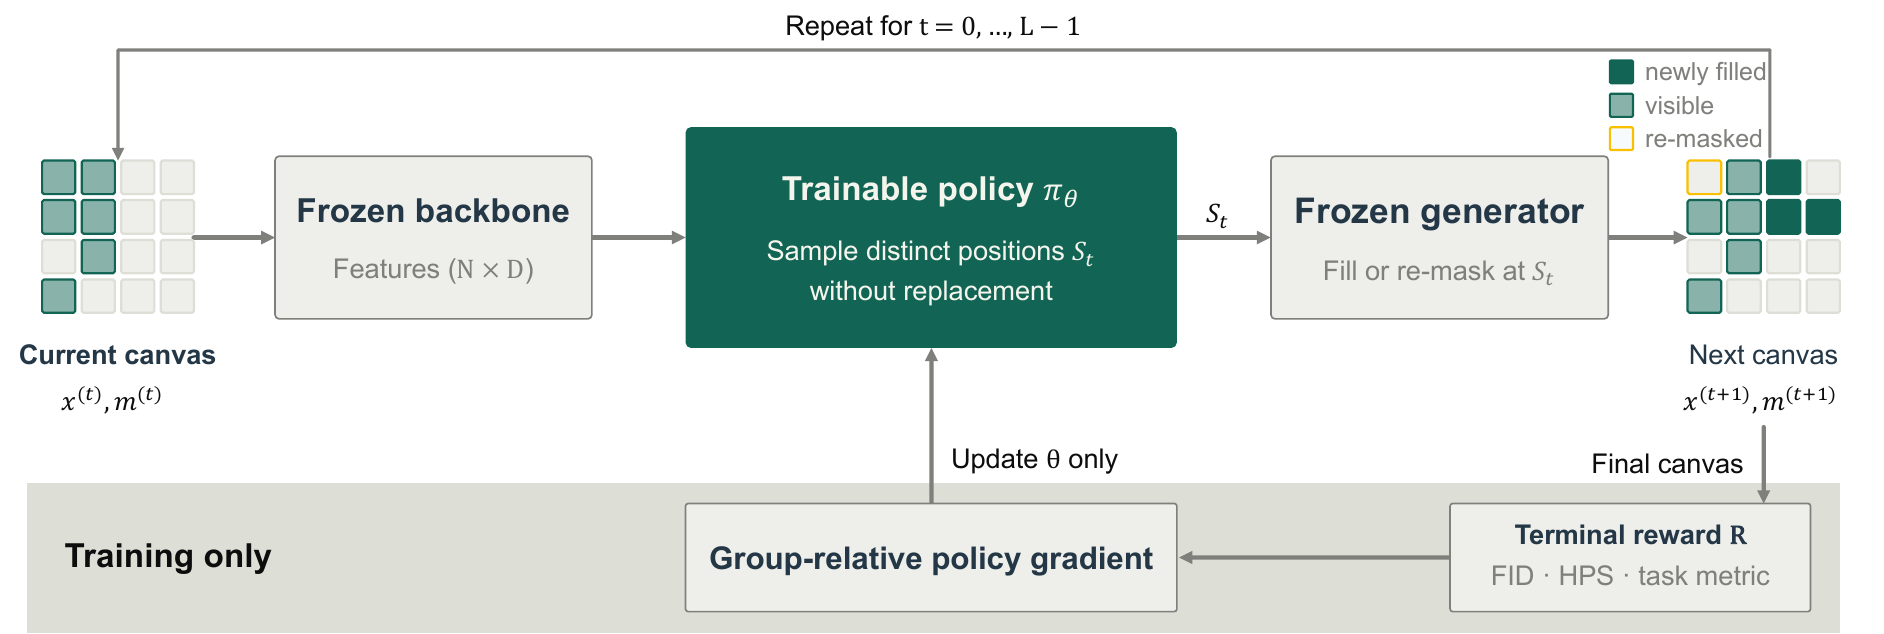 Repeat for t = 0, ..., L − 1
newly filled
visible
re-masked
Frozen backbone
Features (N × D)
Trainable policy π_θ
Sample distinct positions S_t
without replacement
S_t
Frozen generator
Fill or re-mask at S_t
Current canvas
x^(t), m^(t)
Next canvas
x^(t+1), m^(t+1)
Update θ only
Final canvas
Training only
Group-relative policy gradient
Terminal reward R
FID · HPS · task metric